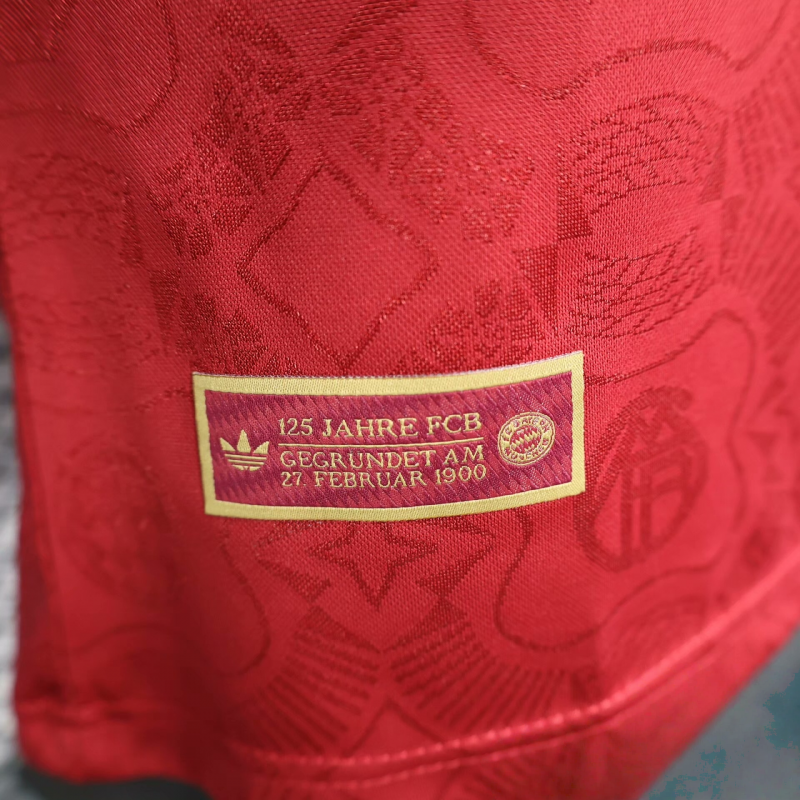 125 JAHRE FCB
GEGRUNDET AM
27 FEBRUAR 1900